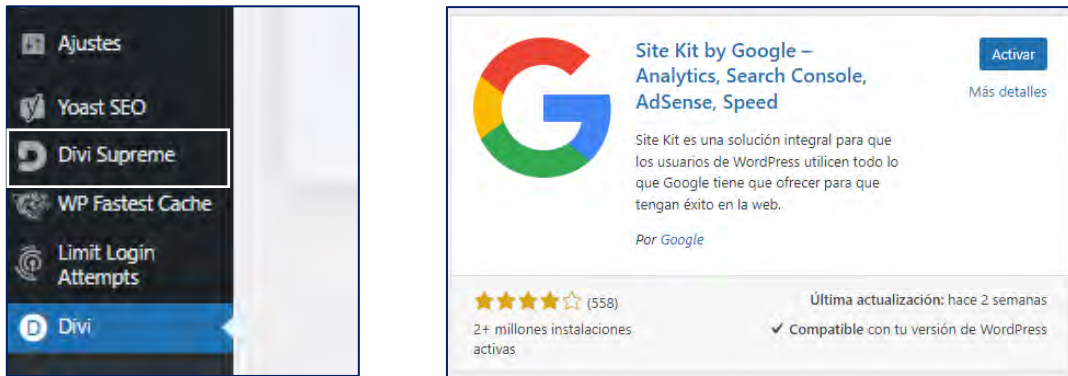 Ajustes
Yoast SEO
Divi Supreme
WP Fastest Cache
Limit Login
Attempts
Divi
Site Kit by Google –
Analytics, Search Console,
AdSense, Speed
Activar
Más detalles
Site Kit es una solución integral para que
los usuarios de WordPress utilicen todo lo
que Google tiene que ofrecer para que
tengan éxito en la web.
Por Google
(558)
2+ millones instalaciones
activas
Última actualización: hace 2 semanas
✔ Compatible con tu versión de WordPress